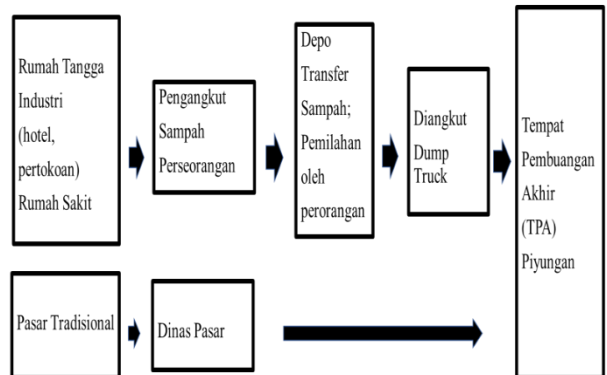 Rumah Tangga
Industri
(hotel,
pertokoan)
Rumah Sakit
Pengangkut
Sampah
Perseorangan
Depo
Transfer
Sampah;
Pemilahan
oleh
perorangan
Diangkut
Dump
Truck
Tempat
Pembuangan
Akhir
(TPA)
Piyungan
Pasar Tradisional
Dinas Pasar